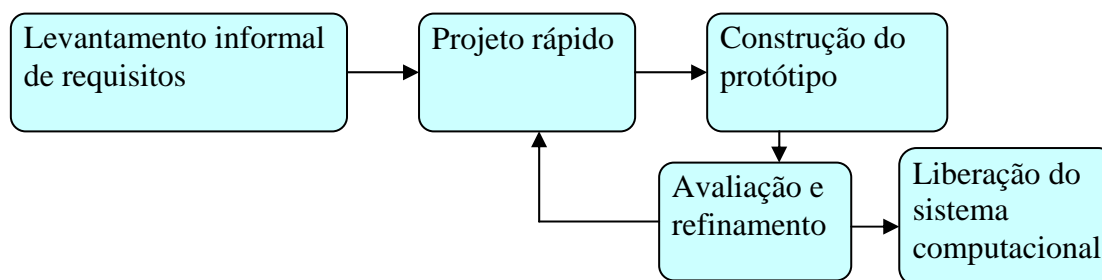 Levantamento informal
de requisitos
Projeto rápido
Construção do
protótipo
Avaliação e
refinamento
Liberação do
sistema
computacional